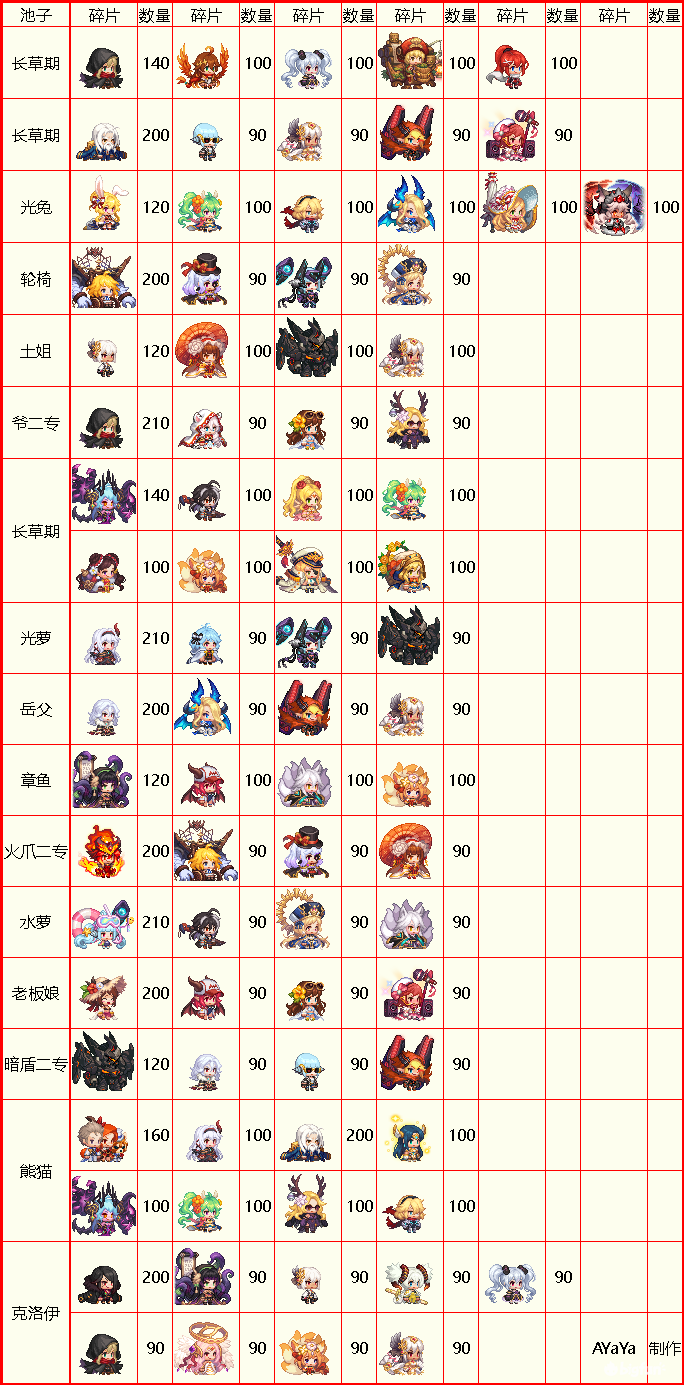 池子 碎片 数量 碎片 数量 碎片 数量 碎片 数量 碎片 数量 碎片 数量
长草期 140 100 100 100 100
长草期 200 90 90 90 90
光兔 120 100 100 100 100 100
轮椅 200 90 90 90
土姐 120 100 100 100
爷二专 210 90 90 90
长草期 140 100 100 100
100 100 100 100
光萝 210 90 90 90
岳父 200 90 90 90
章鱼 120 100 100 100
火爪二专 200 90 90 90
水萝 210 90 90 90
老板娘 200 90 90 90
暗盾二专 120 90 90 90
熊猫 160 100 200 100
100 100 100 100
克洛伊 200 90 90 90 90
90 90 90 90 AYaYa 制作